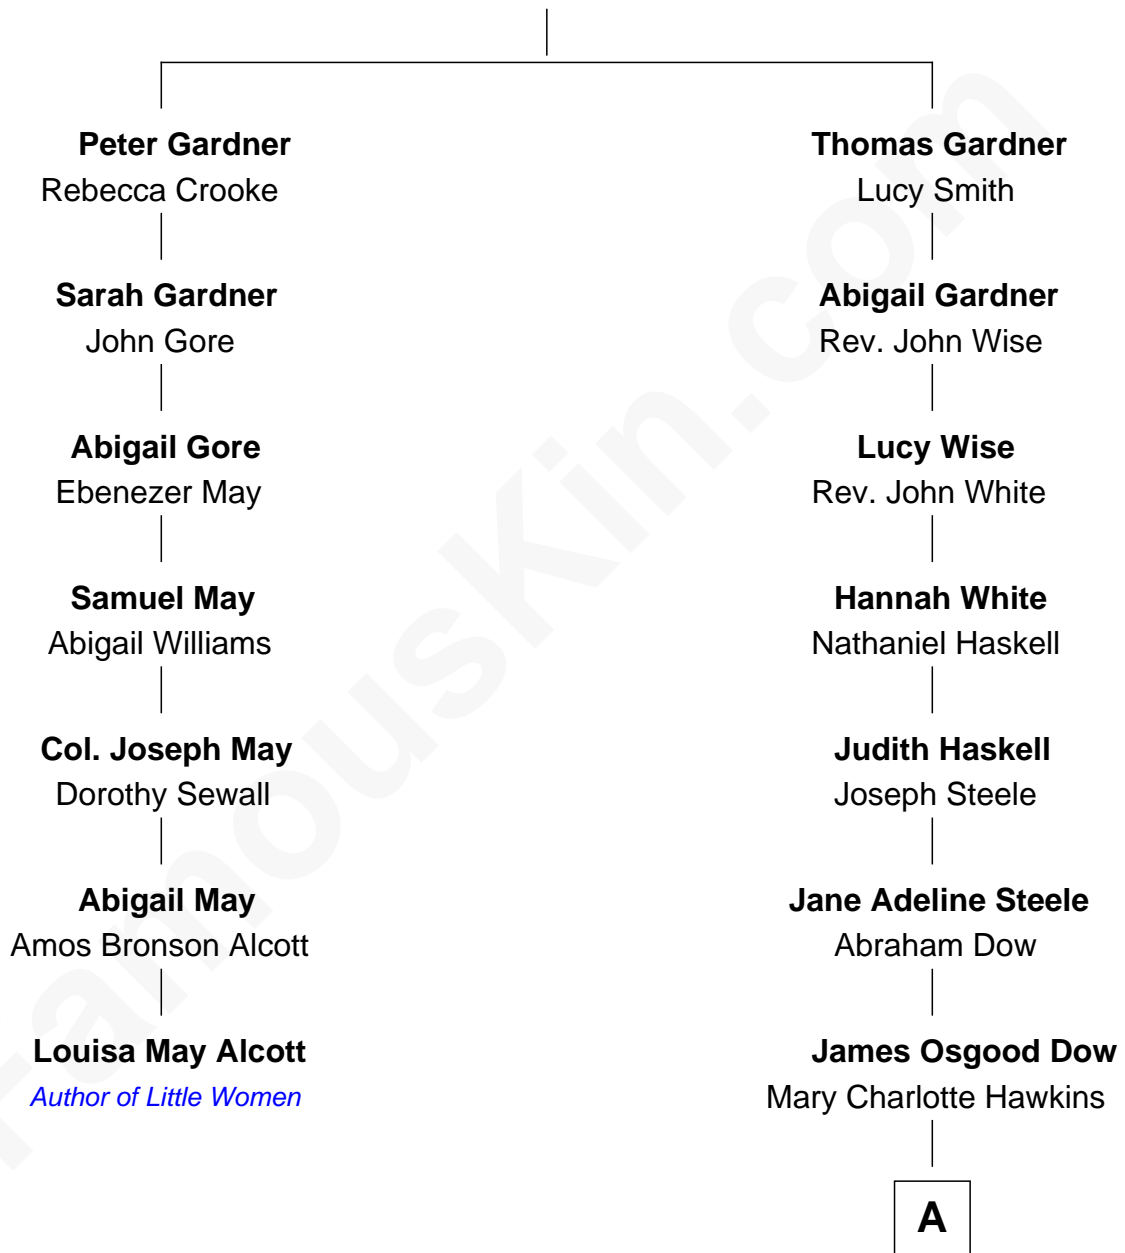 Peter Gardner
Rebecca Crooke
Sarah Gardner
John Gore
Abigail Gore
Ebenezer May
Samuel May
Abigail Williams
Col. Joseph May
Dorothy Sewall
Abigail May
Amos Bronson Alcott
Louisa May Alcott
Author of Little Women
Thomas Gardner
Lucy Smith
Abigail Gardner
Rev. John Wise
Lucy Wise
Rev. John White
Hannah White
Nathaniel Haskell
Judith Haskell
Joseph Steele
Jane Adeline Steele
Abraham Dow
James Osgood Dow
Mary Charlotte Hawkins
A
FamousKin.com